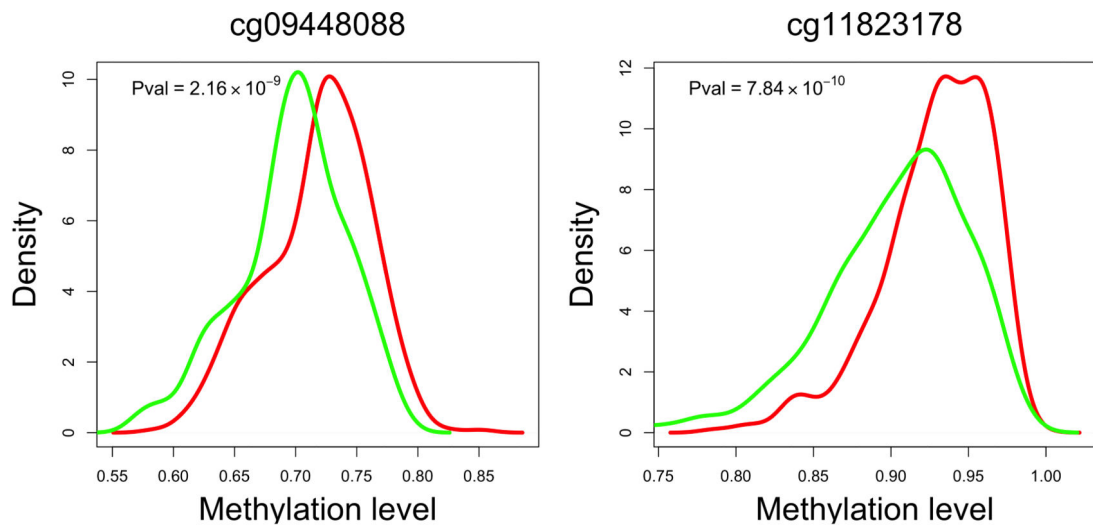 cg09448088
Pval = 2.16 × 10⁻⁹
Density
0
2
4
6
8
10
0.55 0.60 0.65 0.70 0.75 0.80 0.85
Methylation level
cg11823178
Pval = 7.84 × 10⁻¹⁰
Density
0
2
4
6
8
10
12
0.75 0.80 0.85 0.90 0.95 1.00
Methylation level